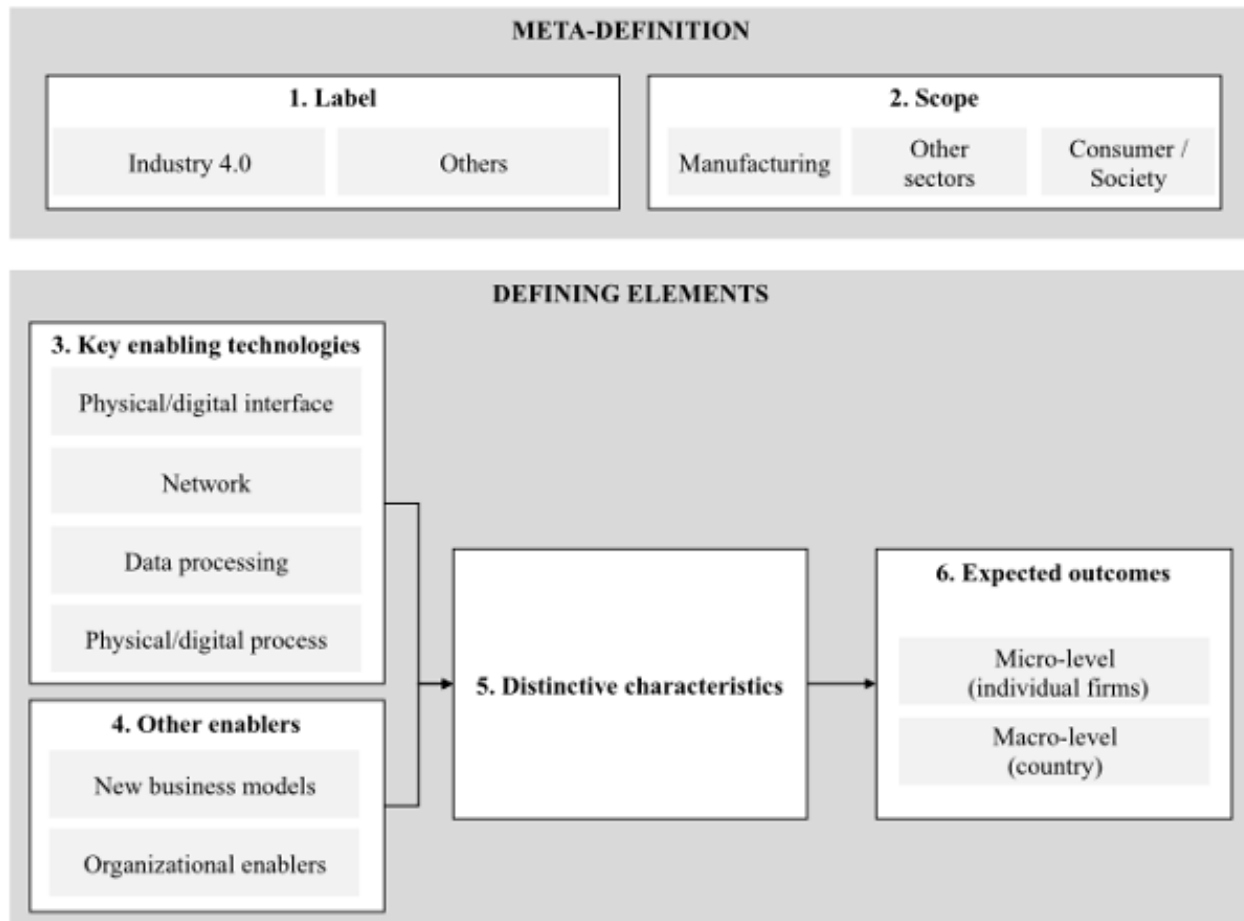 META-DEFINITION
1. Label
Industry 4.0
Others
2. Scope
Manufacturing
Other
sectors
Consumer /
Society
DEFINING ELEMENTS
3. Key enabling technologies
Physical/digital interface
Network
Data processing
Physical/digital process
4. Other enablers
New business models
Organizational enablers
5. Distinctive characteristics
6. Expected outcomes
Micro-level
(individual firms)
Macro-level
(country)